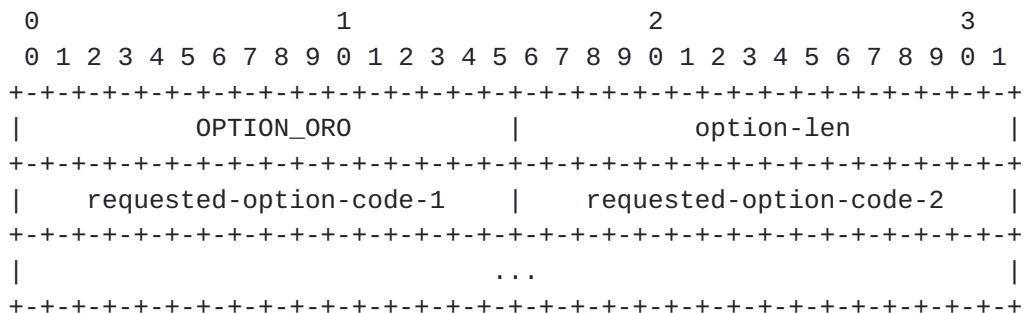 0                   1                   2                   3
 0 1 2 3 4 5 6 7 8 9 0 1 2 3 4 5 6 7 8 9 0 1 2 3 4 5 6 7 8 9 0 1
+-+-+-+-+-+-+-+-+-+-+-+-+-+-+-+-+-+-+-+-+-+-+-+-+-+-+-+-+-+-+-+-+
|           OPTION_ORO          |           option-len          |
+-+-+-+-+-+-+-+-+-+-+-+-+-+-+-+-+-+-+-+-+-+-+-+-+-+-+-+-+-+-+-+-+
|    requested-option-code-1    |    requested-option-code-2    |
+-+-+-+-+-+-+-+-+-+-+-+-+-+-+-+-+-+-+-+-+-+-+-+-+-+-+-+-+-+-+-+-+
|                              ...                              |
+-+-+-+-+-+-+-+-+-+-+-+-+-+-+-+-+-+-+-+-+-+-+-+-+-+-+-+-+-+-+-+-+